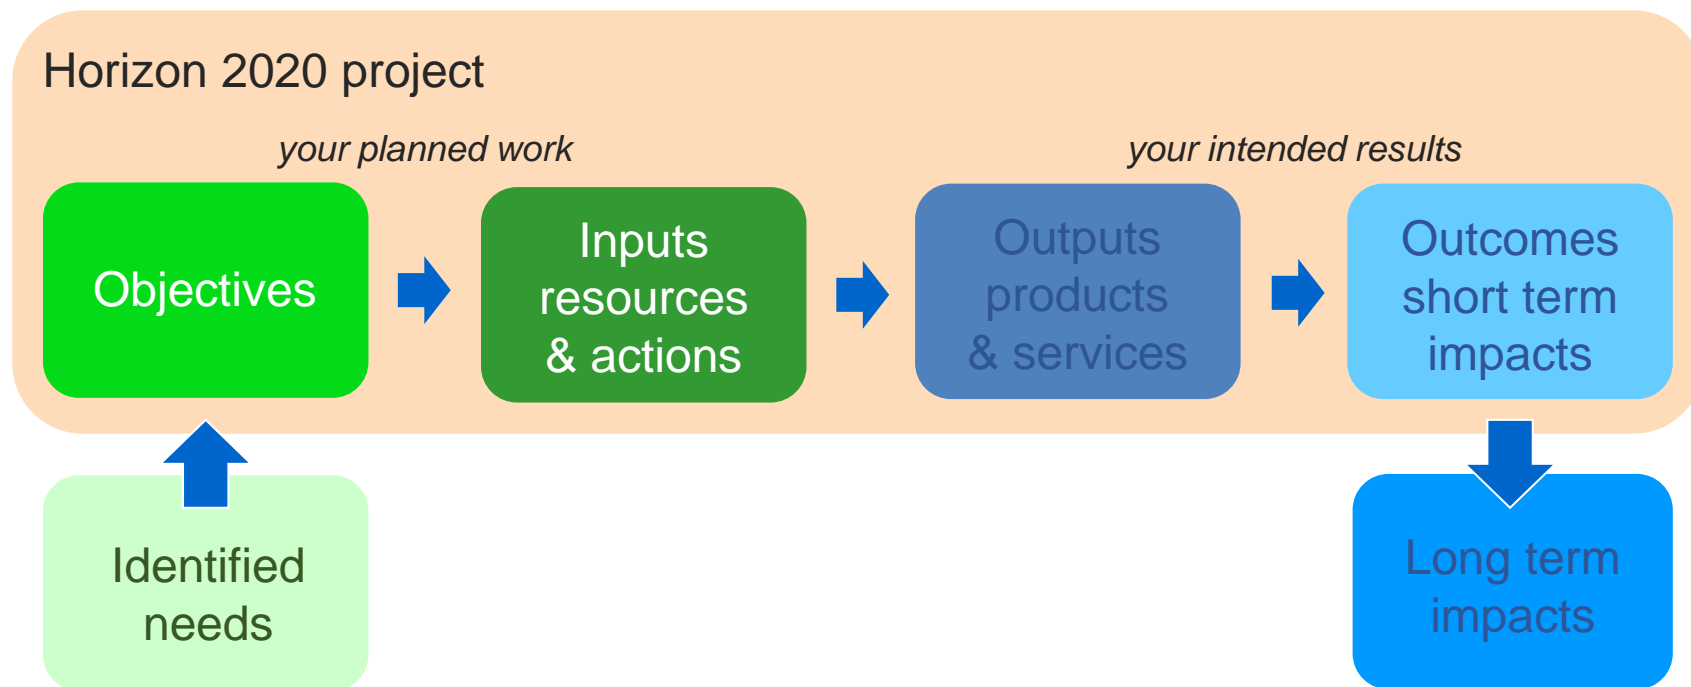 Horizon 2020 project
your planned work
your intended results
Objectives
Inputs
resources
& actions
Outputs
products
& services
Outcomes
short term
impacts
Identified
needs
Long term
impacts